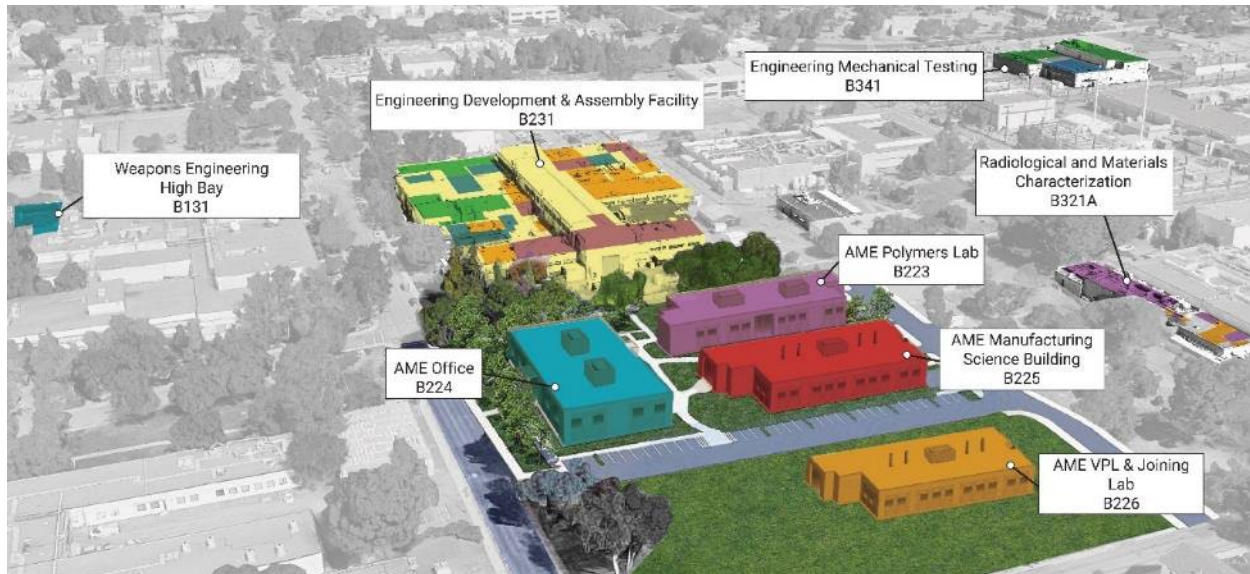 Engineering Mechanical Testing
B341
Engineering Development & Assembly Facility
B231
Weapons Engineering
High Bay
B131
Radiological and Materials
Characterization
B321A
AME Polymers Lab
B223
AME Manufacturing
Science Building
B225
AME Office
B224
AME VPL & Joining
Lab
B226